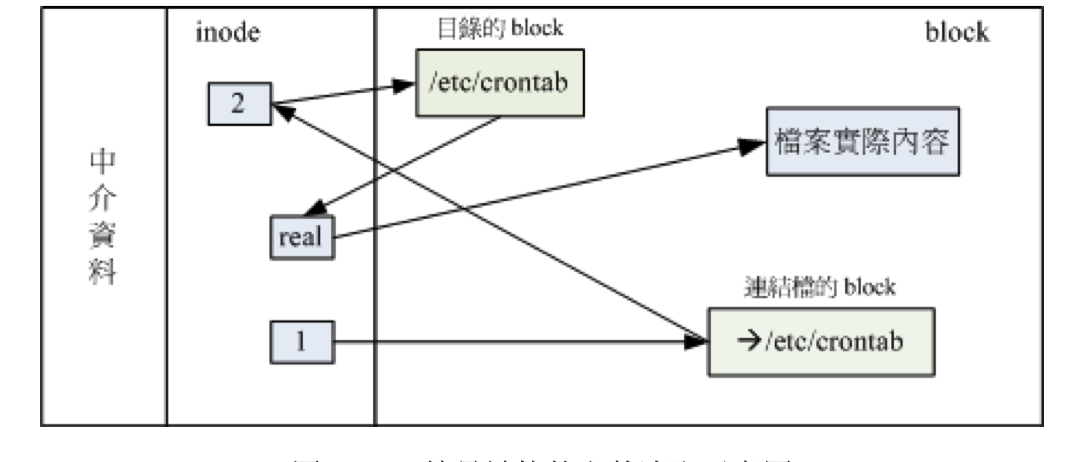 inode
目錄的 block
block
/etc/crontab
2
檔案實際內容
中
介
資
料
real
連結檔的 block
1
→/etc/crontab